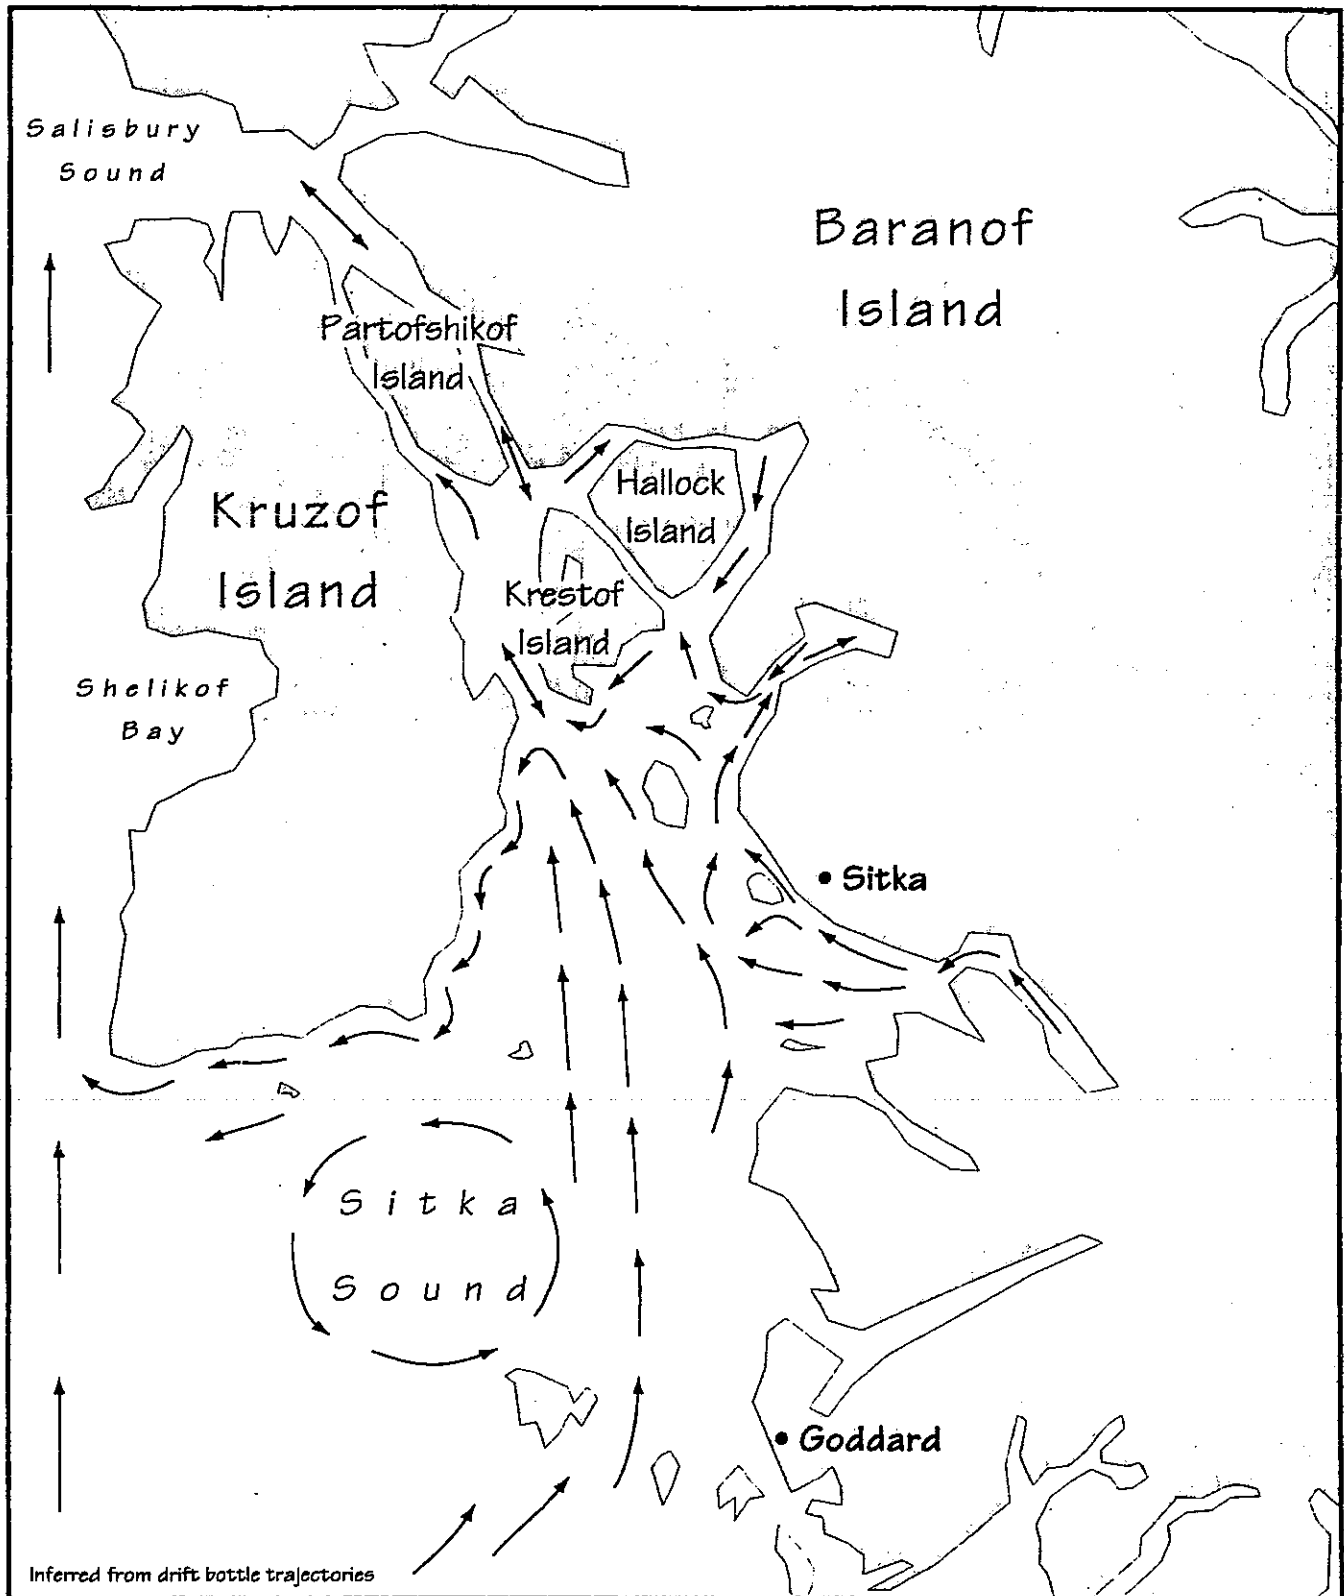 Salisbury
Sound
Baranof
Island
Partofshikof
Island
Hallock
Island
Kruzof
Island
Krestof
Island
Shelikof
Bay
Sitka
Sitka
Sound
Goddard
Inferred from drift bottle trajectories